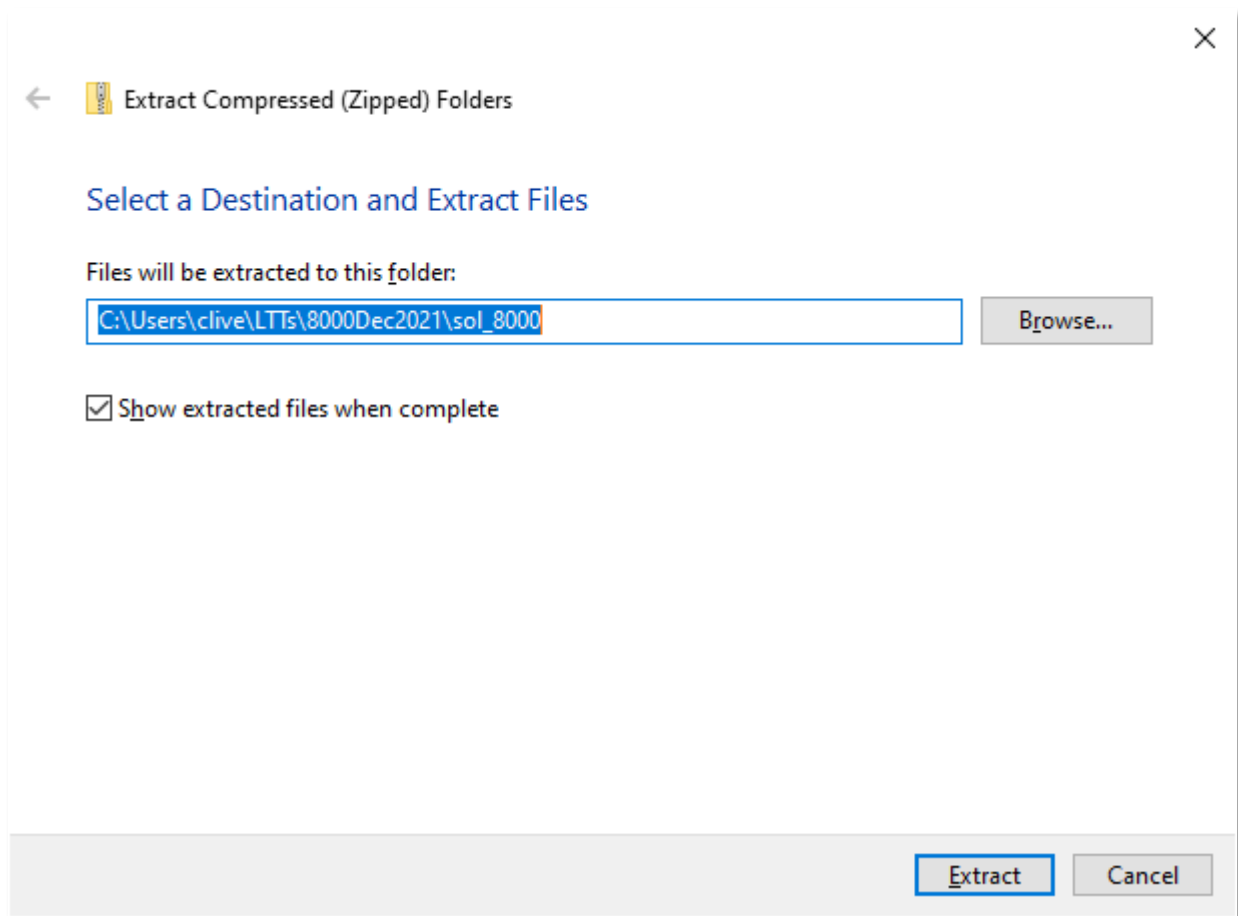 Extract Compressed (Zipped) Folders
Select a Destination and Extract Files
Files will be extracted to this folder:
C:\Users\clive\LTTs\8000Dec2021\sol_8000
Browse...
Show extracted files when complete
Extract
Cancel